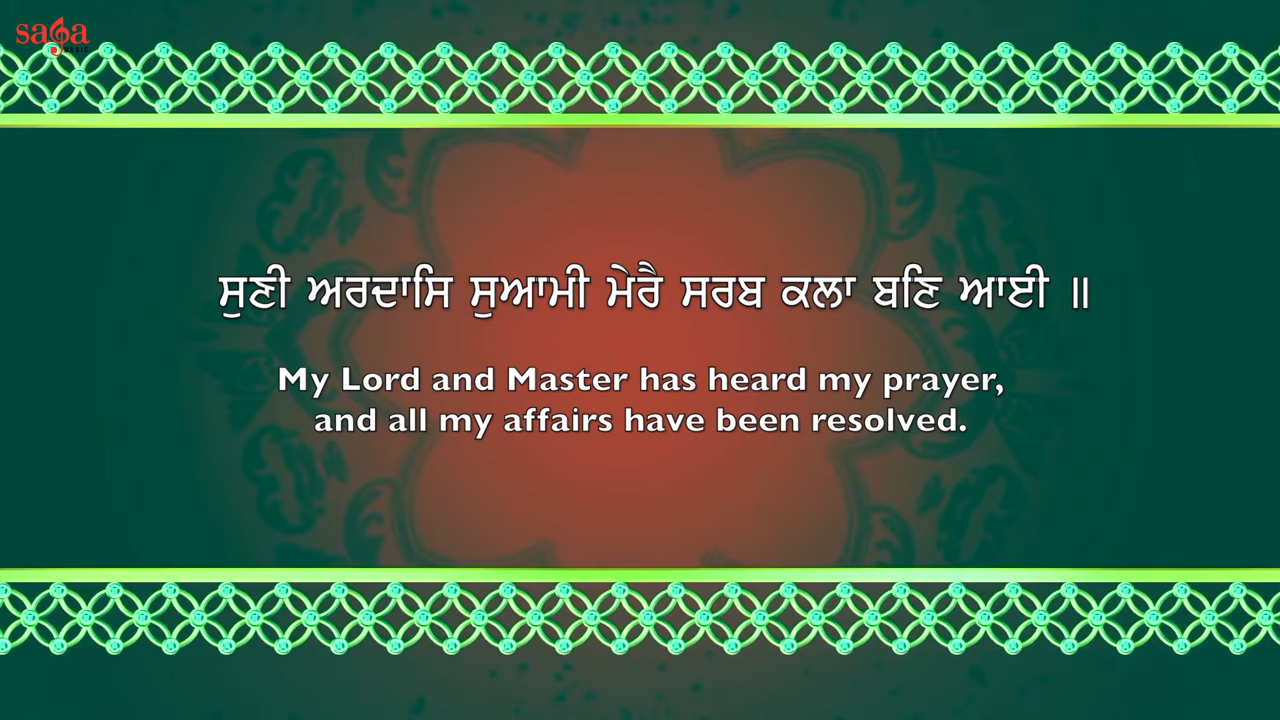 saga
MUSIC
ਸੁਣੀ ਅਰਦਾਸਿ ਸੁਆਮੀ ਮੇਰੈ ਸਰਬ ਕਲਾ ਬਣਿ ਆਈ ॥
My Lord and Master has heard my prayer,
and all my affairs have been resolved.